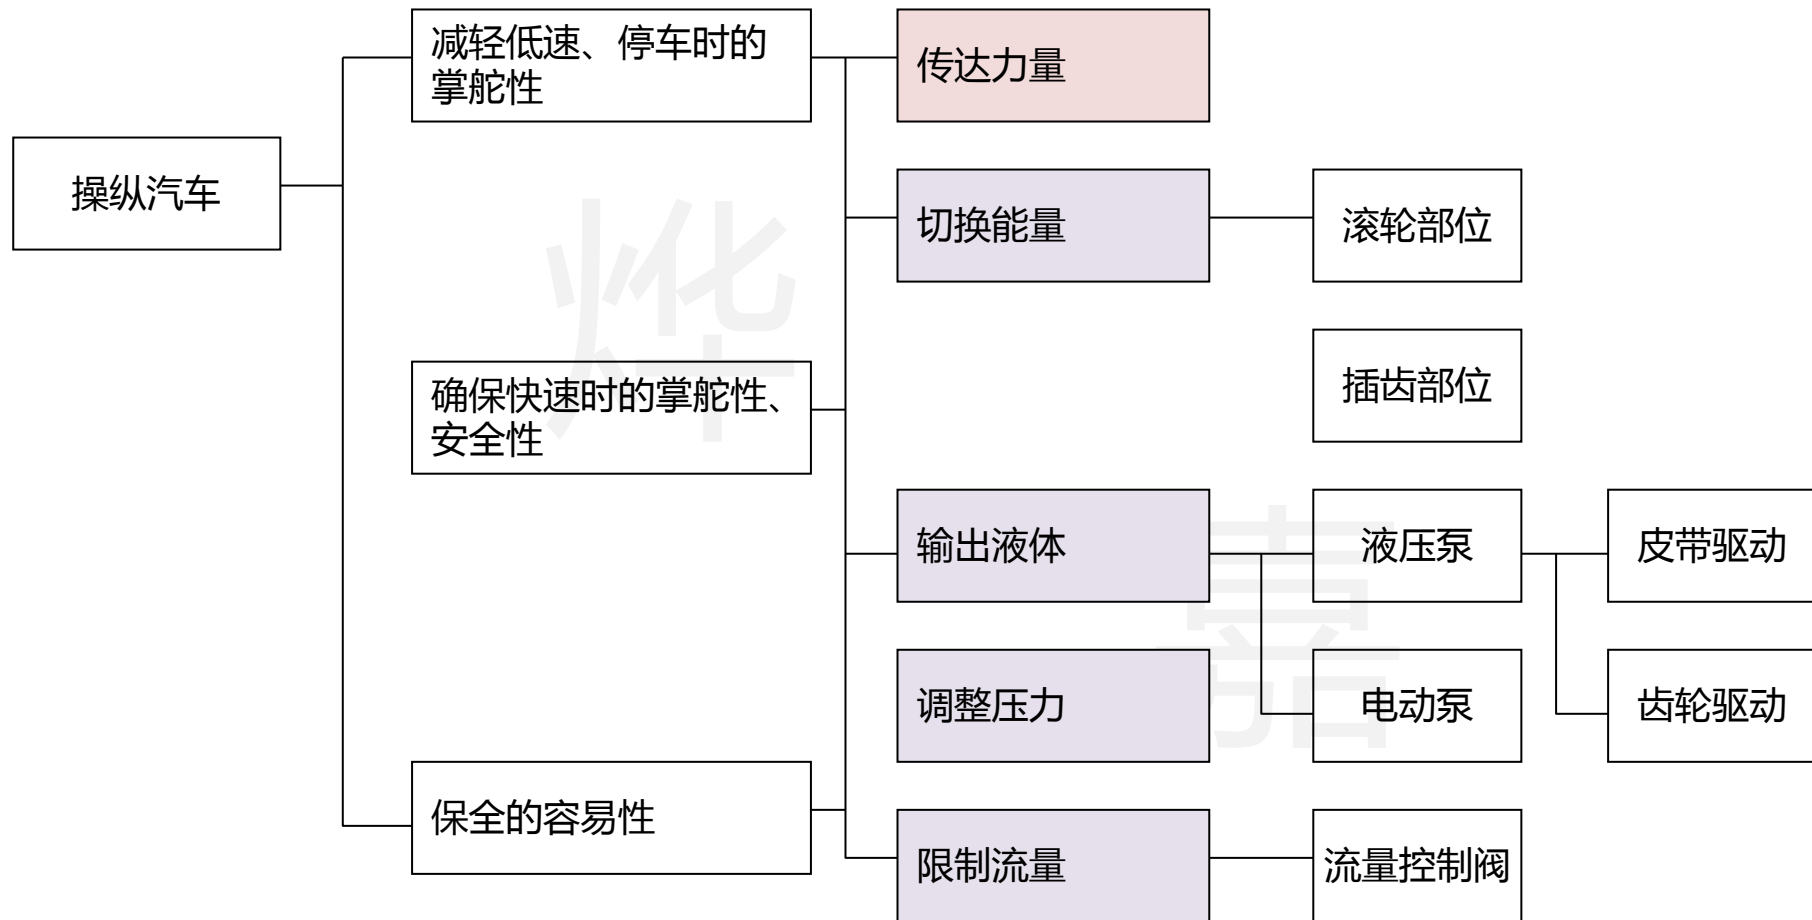 减轻低速、停车时的
掌舵性
传达力量
操纵汽车
切换能量
滚轮部位
插齿部位
确保快速时的掌舵性、
安全性
输出液体
液压泵
皮带驱动
调整压力
电动泵
齿轮驱动
保全的容易性
限制流量
流量控制阀
烨
嘉